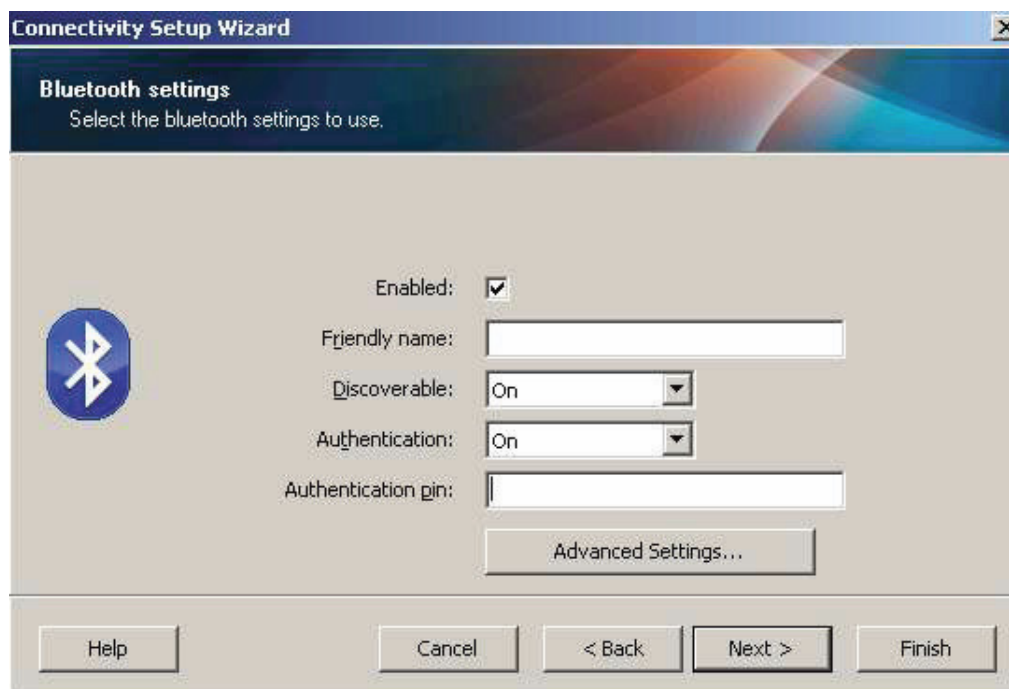 Connectivity Setup Wizard
Bluetooth settings
Select the bluetooth settings to use.
Enabled:
Friendly name:
Discoverable: On
Authentication: On
Authentication pin:
Advanced Settings...
Help Cancel < Back Next > Finish